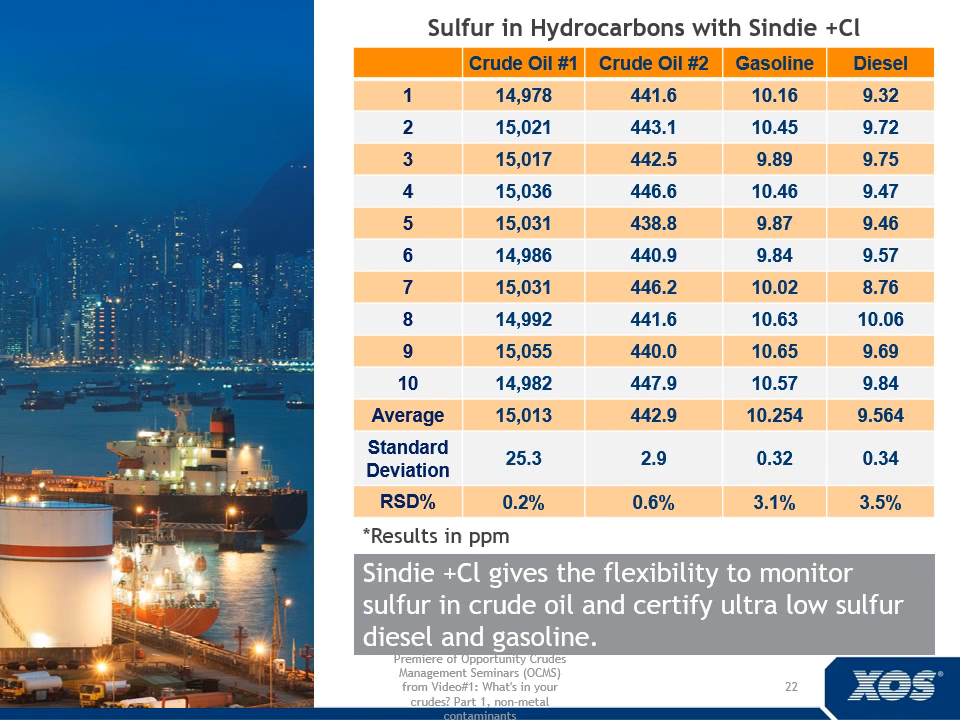 Sulfur in Hydrocarbons with Sindie +Cl
Crude Oil #1 Crude Oil #2 Gasoline Diesel
1 14,978 441.6 10.16 9.32
2 15,021 443.1 10.45 9.72
3 15,017 442.5 9.89 9.75
4 15,036 446.6 10.46 9.47
5 15,031 438.8 9.87 9.46
6 14,986 440.9 9.84 9.57
7 15,031 446.2 10.02 8.76
8 14,992 441.6 10.63 10.06
9 15,055 440.0 10.65 9.69
10 14,982 447.9 10.57 9.84
Average 15,013 442.9 10.254 9.564
Standard
Deviation 25.3 2.9 0.32 0.34
RSD% 0.2% 0.6% 3.1% 3.5%
*Results in ppm
Sindie +Cl gives the flexibility to monitor
sulfur in crude oil and certify ultra low sulfur
diesel and gasoline.
Premiere of Opportunity Crudes
Management Seminars (OCMS)
from Video#1: What's in your
crudes? Part 1, non-metal
contaminants
22
XOS®